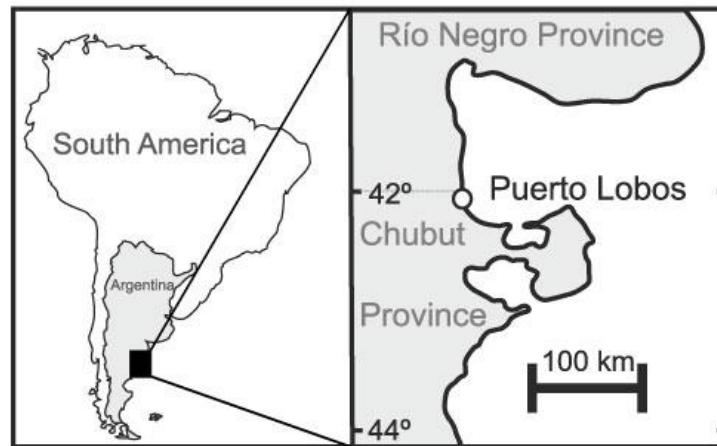 South America
Argentina
Río Negro Province
42º
Puerto Lobos
Chubut
Province
100 km
44º